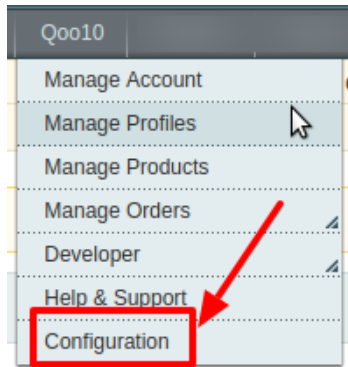 Qoo10
Manage Account
Manage Profiles
Manage Products
Manage Orders
Developer
Help & Support
Configuration